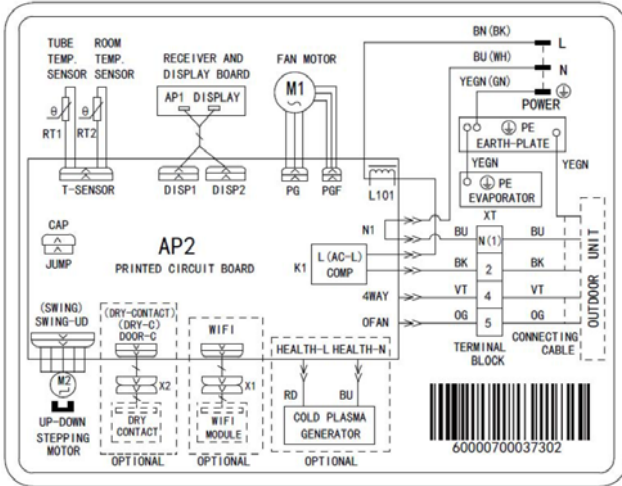 TUBE TEMP. SENSOR
ROOM TEMP. SENSOR
RECEIVER AND
DISPLAY BOARD
FAN MOTOR
BN(BK)
L
BU(WH)
N
YEGN(GN)
POWER
AP1 DISPLAY
M1
θ
RT1
θ
RT2
PE
EARTH-PLATE
YEGN
YEGN
PE
EVAPORATOR
T-SENSOR
DISP1
DISP2
PG
PGF
L101
XT
CAP
JUMP
AP2
PRINTED CIRCUIT BOARD
N1
BU
N(1)
BU
K1
L(AC-L)
COMP
BK
2
BK
4WAY
VT
4
VT
OFAN
OG
5
OG
OUTDOOR UNIT
TERMINAL
BLOCK
CONNECTING
CABLE
(SWING)
SWING-UD
(DRY-CONTACT)
(DRY-C)
DOOR-C
WIFI
HEALTH-L HEALTH-N
M2
X2
X1
RD
BU
UP-DOWN
STEPPING
MOTOR
DRY
CONTACT
WIFI
MODULE
COLD PLASMA
GENERATOR
OPTIONAL
OPTIONAL
OPTIONAL
60000700037302